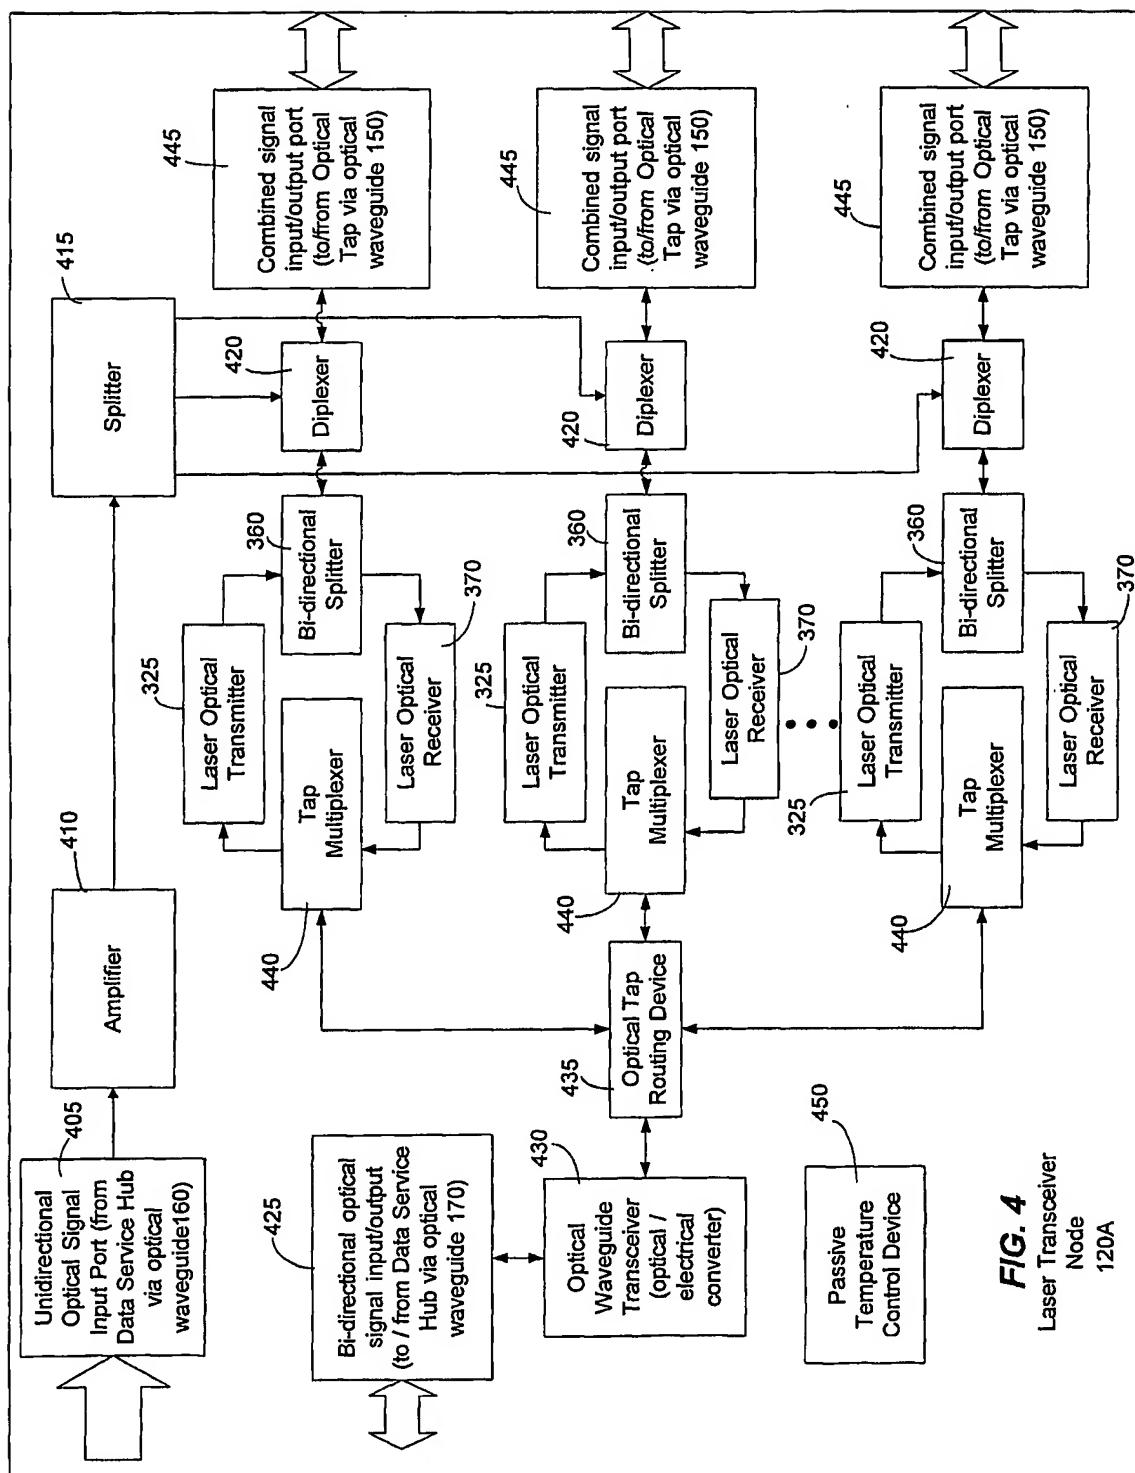 Unidirectional
Optical Signal
Input Port (from
Data Service Hub
via optical
waveguide160)
405
Amplifier
410
Splitter
415
Bi-directional optical
signal input/output
(to / from Data Service
Hub via optical
waveguide 170)
425
Optical
Waveguide
Transceiver
(optical /
electrical
converter)
430
Optical Tap
Routing Device
435
Passive
Temperature
Control Device
450
Tap
Multiplexer
440
Laser Optical
Transmitter
325
Laser Optical
Receiver
370
Bi-directional
Splitter
360
Diplexer
420
Combined signal
input/output port
(to/from Optical
Tap via optical
waveguide 150)
445
Tap
Multiplexer
440
Laser Optical
Transmitter
325
Laser Optical
Receiver
370
Bi-directional
Splitter
360
Diplexer
420
Combined signal
input/output port
(to/from Optical
Tap via optical
waveguide 150)
445
Tap
Multiplexer
440
Laser Optical
Transmitter
325
Laser Optical
Receiver
370
Bi-directional
Splitter
360
Diplexer
420
Combined signal
input/output port
(to/from Optical
Tap via optical
waveguide 150)
445
FIG. 4
Laser Transceiver
Node
120A